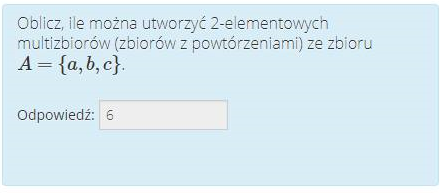 Oblicz, ile można utworzyć 2-elementowych
multizbiorów (zbiorów z powtórzeniami) ze zbioru
A = {a, b, c}.
Odpowiedź: 6